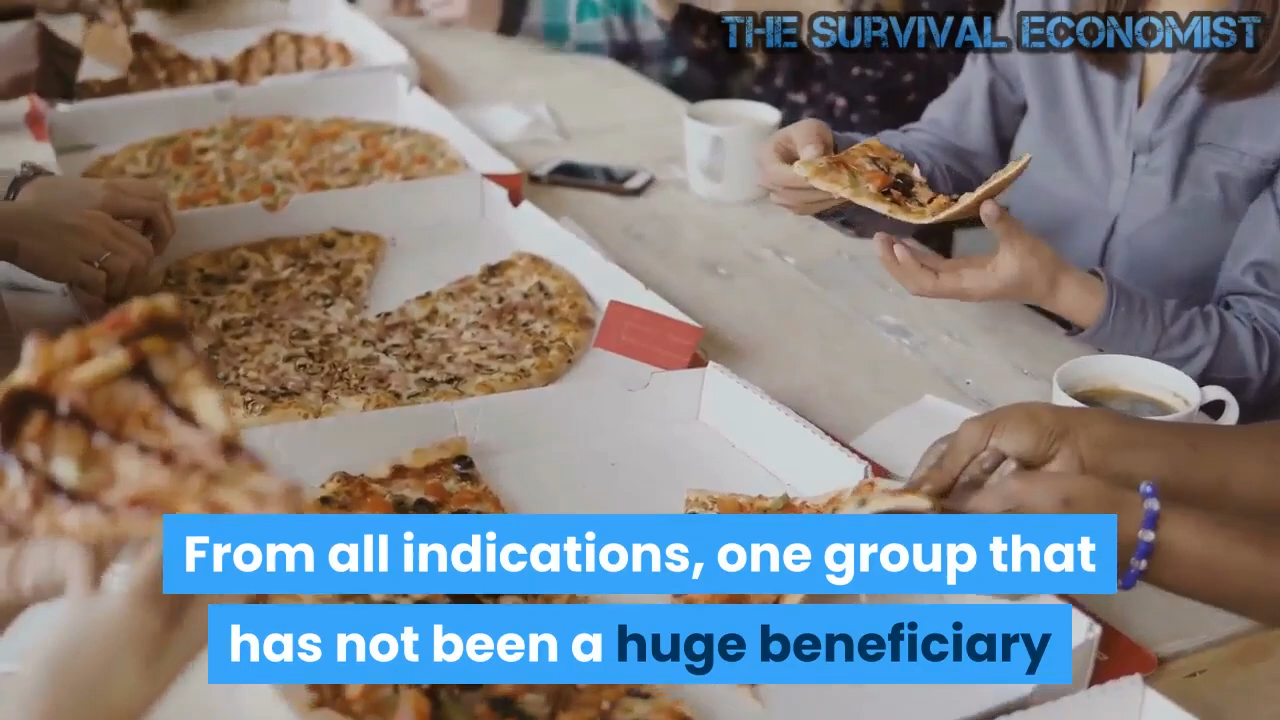 THE SURVIVAL ECONOMIST
From all indications, one group that
has not been a huge beneficiary